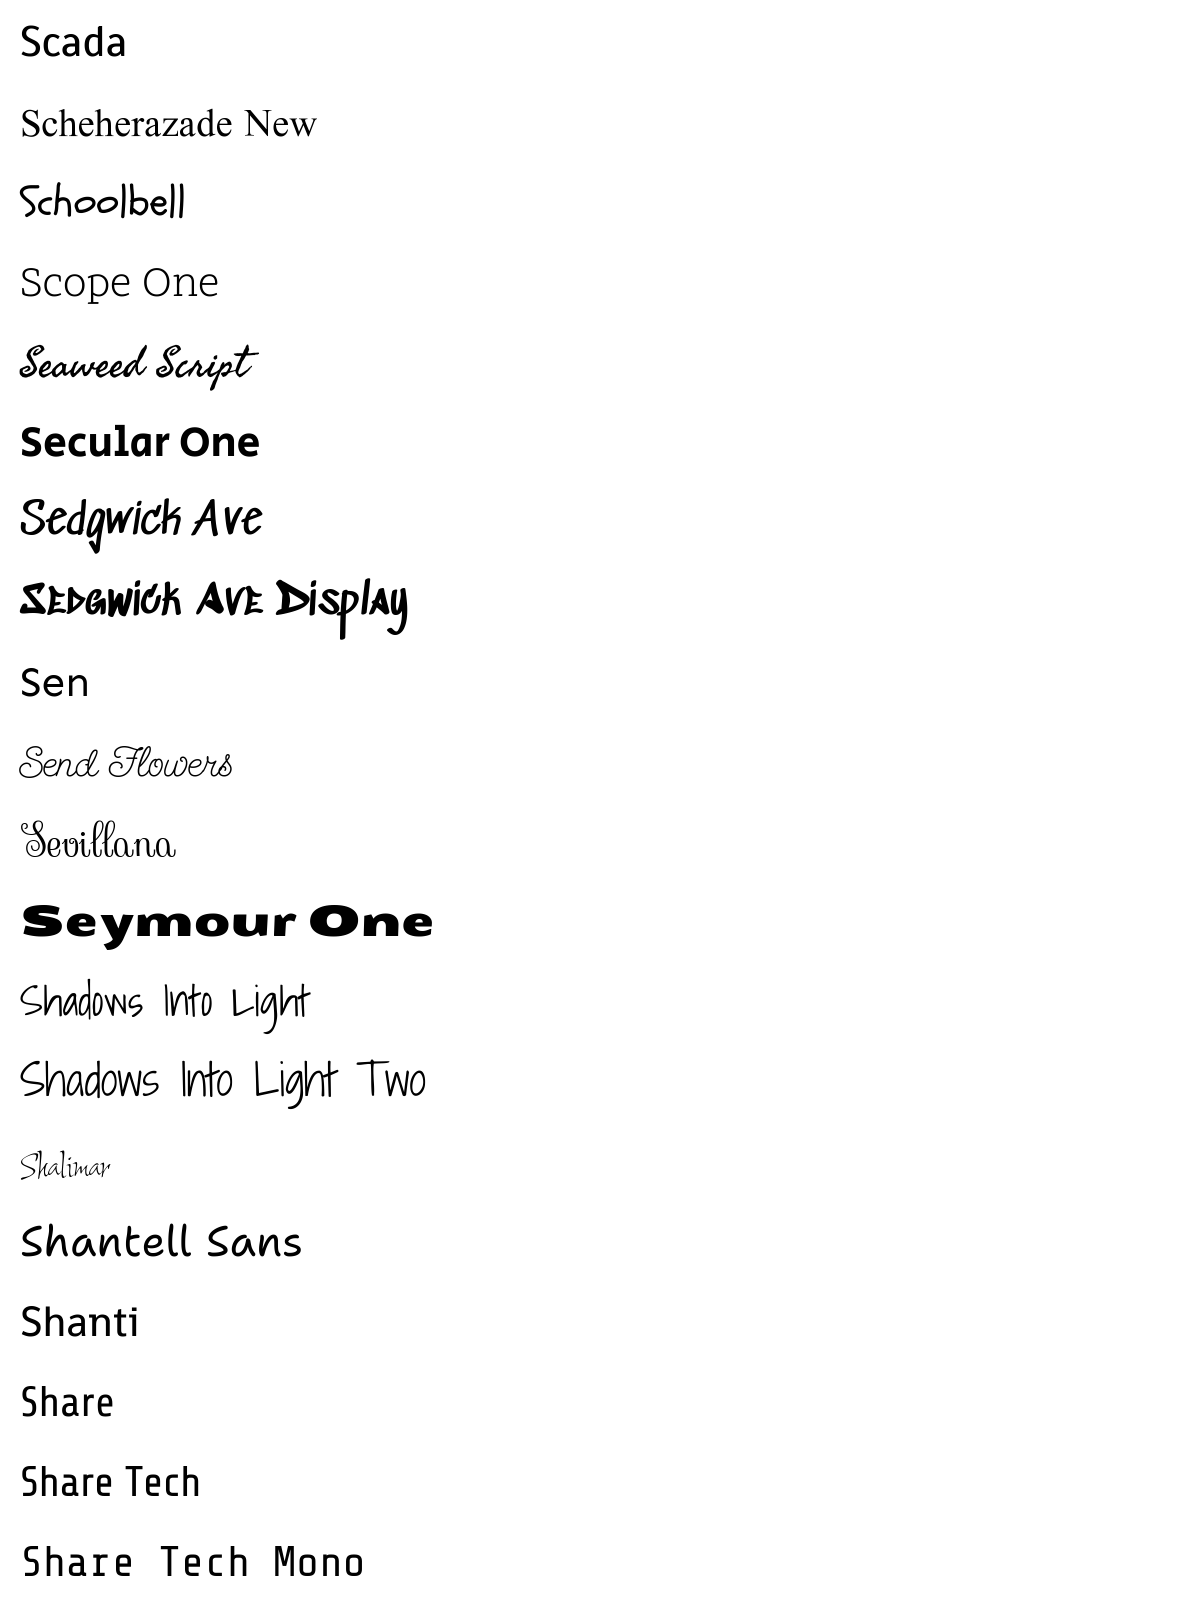 Scada
Scheherazade New
Schoolbell
Scope One
Seaweed Script
Secular One
Sedgwick Ave
Sedgwick Ave Display
Sen
Send Flowers
Sevillana
Seymour One
Shadows Into Light
Shadows Into Light Two
Shalimar
Shantell Sans
Shanti
Share
Share Tech
Share Tech Mono